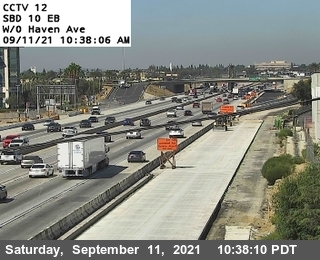 CCTV 12
SBD 10 EB
W/O Haven Ave
09/11/21 10:38:06 AM
Saturday, September 11, 2021 10:38:10 PDT